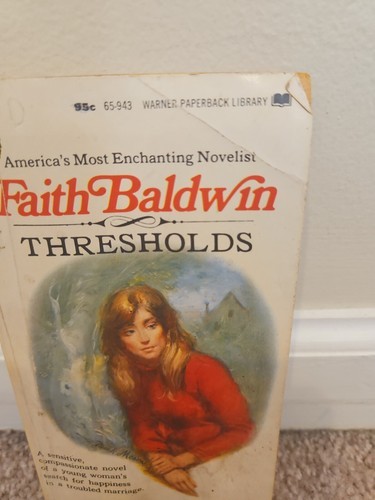 95c 65-943 WARNER PAPERBACK LIBRARY
America's Most Enchanting Novelist
Faith Baldwin
THRESHOLDS
A sensitive,
compassionate novel
of a young woman's
search for happiness
in a troubled marriage.